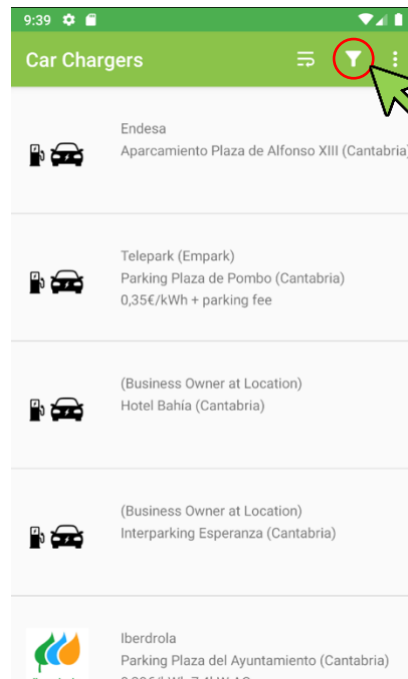 9:39
Car Chargers
Endesa
Aparcamiento Plaza de Alfonso XIII (Cantabria)
Telepark (Empark)
Parking Plaza de Pombo (Cantabria)
0,35€/kWh + parking fee
(Business Owner at Location)
Hotel Bahía (Cantabria)
(Business Owner at Location)
Interparking Esperanza (Cantabria)
Iberdrola
Parking Plaza del Ayuntamiento (Cantabria)